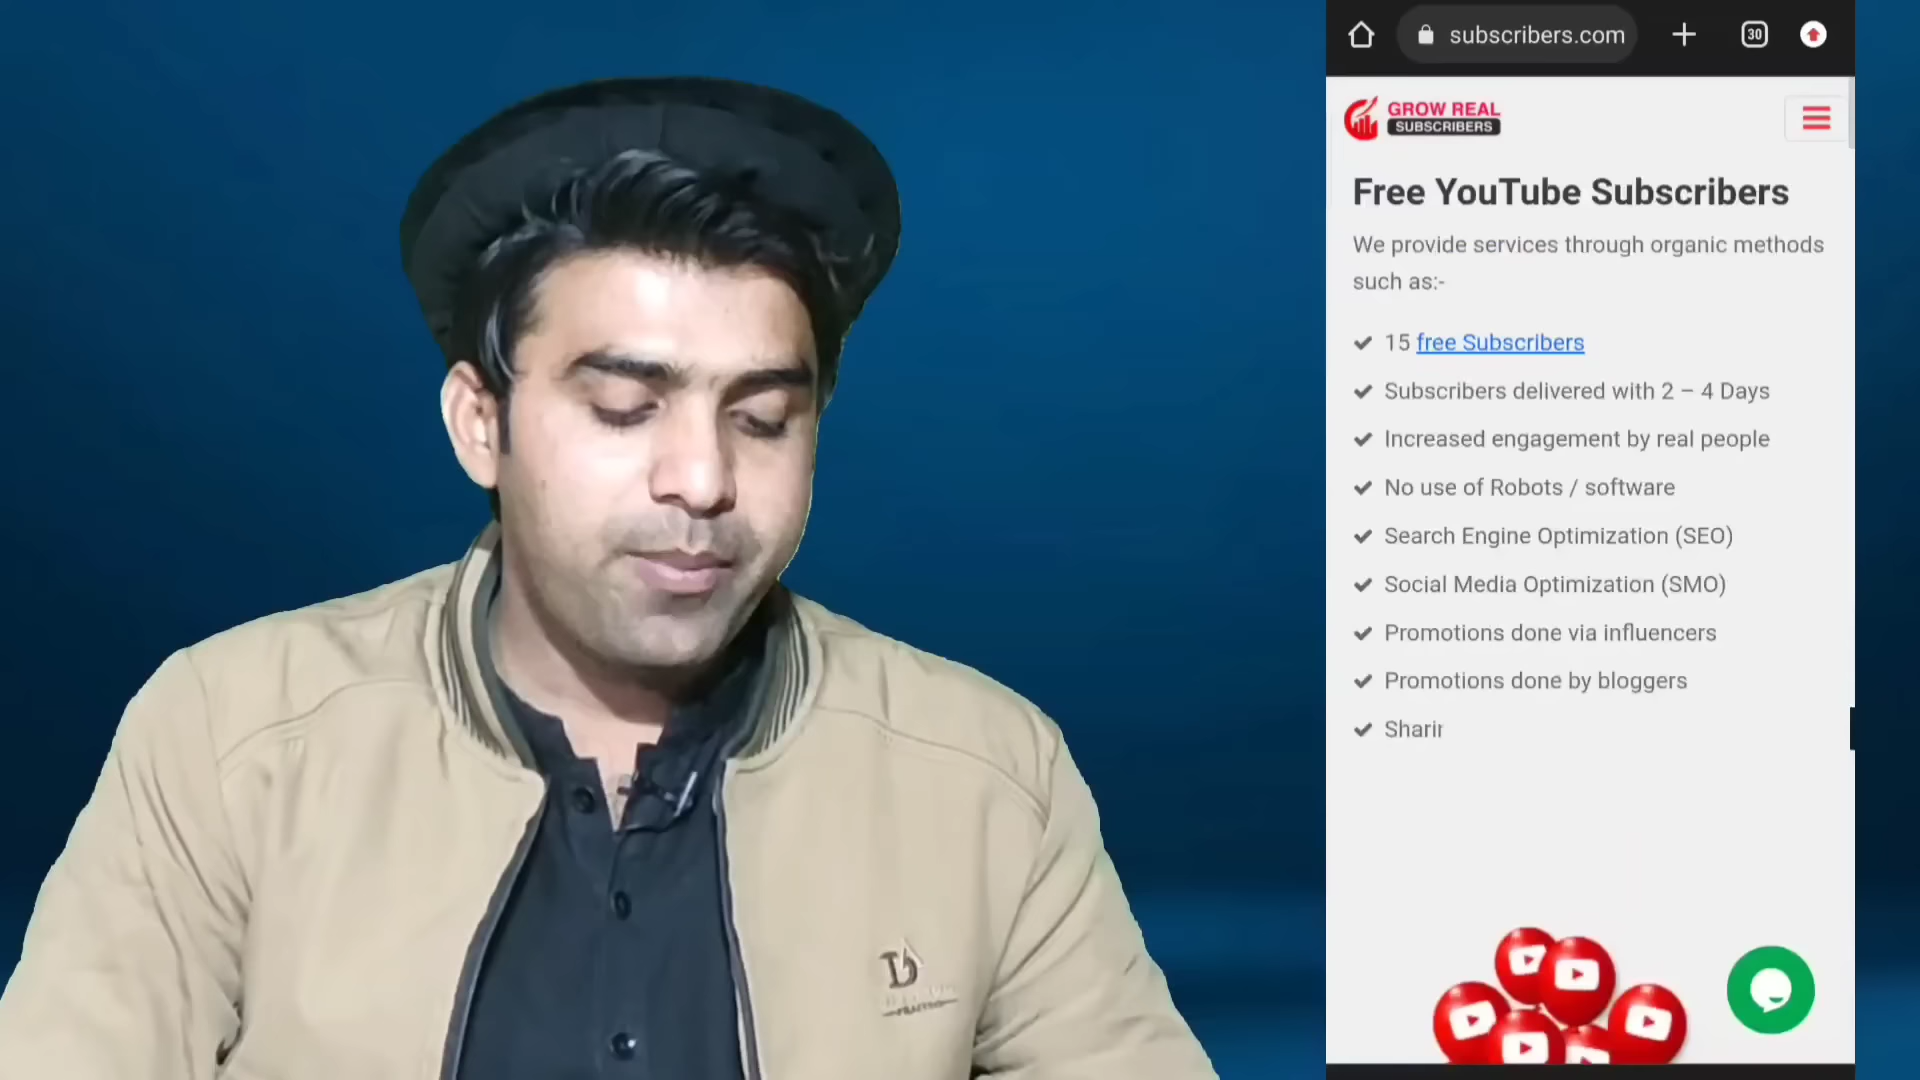 subscribers.com
30
GROW REAL
SUBSCRIBERS
Free YouTube Subscribers
We provide services through organic methods
such as:-
15 free Subscribers
Subscribers delivered with 2 – 4 Days
Increased engagement by real people
No use of Robots / software
Search Engine Optimization (SEO)
Social Media Optimization (SMO)
Promotions done via influencers
Promotions done by bloggers
Sharir